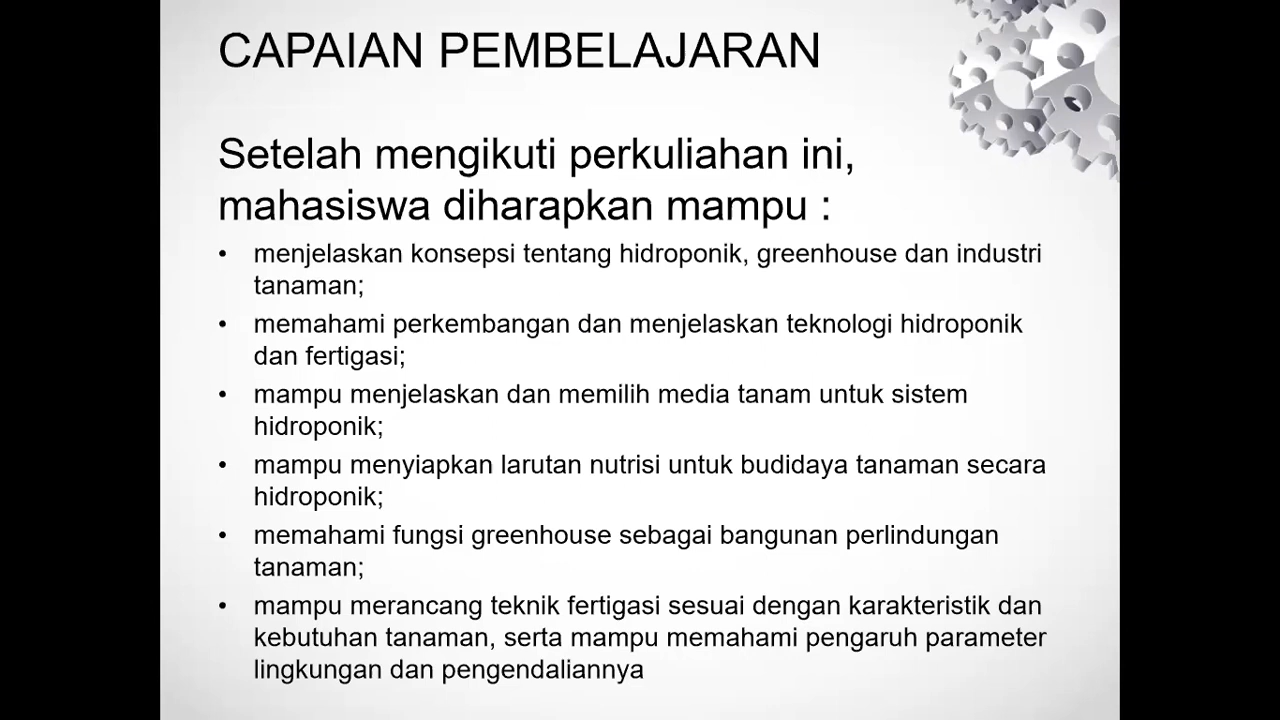 CAPAIAN PEMBELAJARAN
Setelah mengikuti perkuliahan ini,
mahasiswa diharapkan mampu :
• menjelaskan konsepsi tentang hidroponik, greenhouse dan industri
tanaman;
• memahami perkembangan dan menjelaskan teknologi hidroponik
dan fertigasi;
• mampu menjelaskan dan memilih media tanam untuk sistem
hidroponik;
• mampu menyiapkan larutan nutrisi untuk budidaya tanaman secara
hidroponik;
• memahami fungsi greenhouse sebagai bangunan perlindungan
tanaman;
• mampu merancang teknik fertigasi sesuai dengan karakteristik dan
kebutuhan tanaman, serta mampu memahami pengaruh parameter
lingkungan dan pengendaliannya